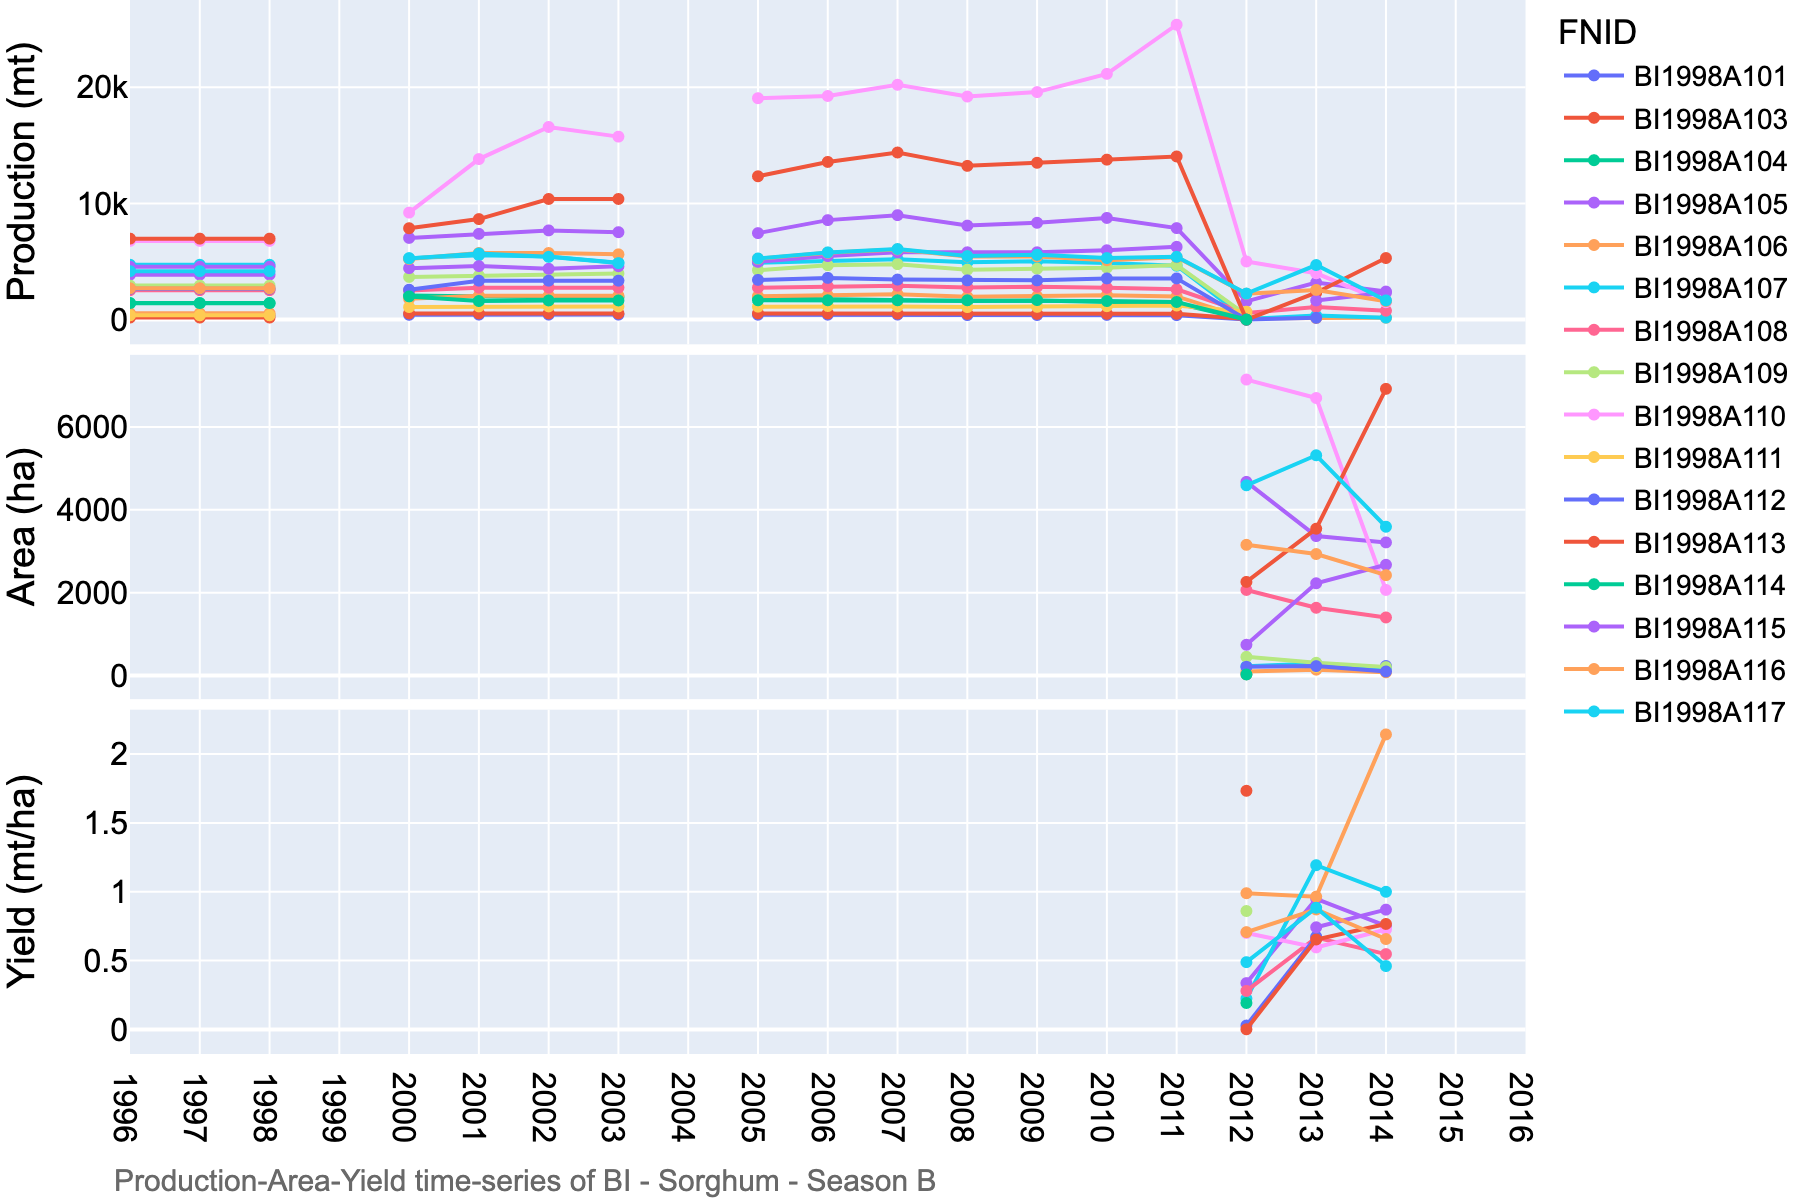 Production (mt)
20k
10k
0
Area (ha)
6000
4000
2000
0
Yield (mt/ha)
2
1.5
1
0.5
0
1996
1997
1998
1999
2000
2001
2002
2003
2004
2005
2006
2007
2008
2009
2010
2011
2012
2013
2014
2015
2016
Production-Area-Yield time-series of BI - Sorghum - Season B
FNID
BI1998A101
BI1998A103
BI1998A104
BI1998A105
BI1998A106
BI1998A107
BI1998A108
BI1998A109
BI1998A110
BI1998A111
BI1998A112
BI1998A113
BI1998A114
BI1998A115
BI1998A116
BI1998A117